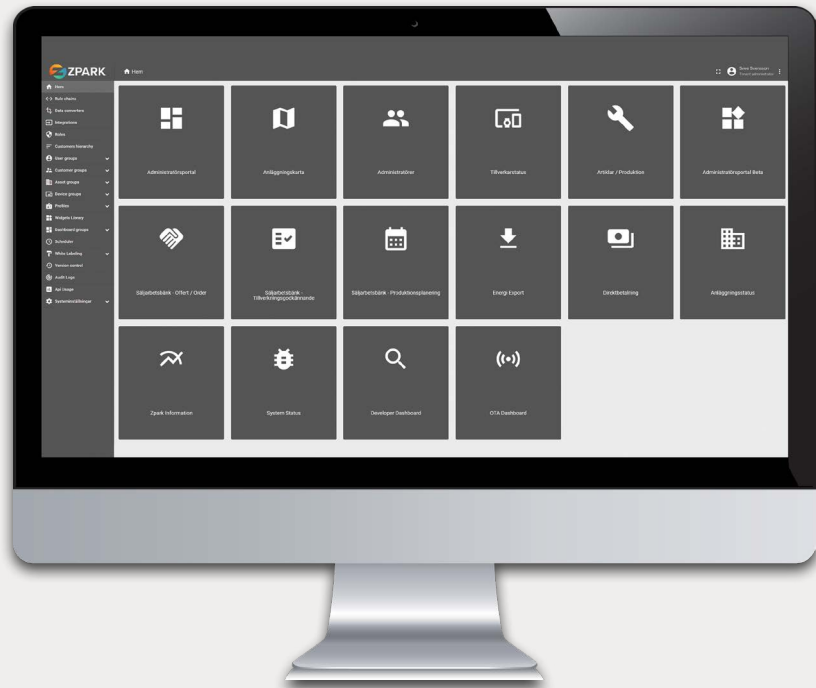 ZPARK
Hem
Sven Svensson
Hem
Rule chains
Data converters
Integrations
Roles
Customers hierarchy
User groups
Customer groups
Asset groups
Device groups
Profiles
Widgets Library
Dashboard groups
Scheduler
White Labeling
Version control
Audit Logs
Api Usage
Systeminställningar
Administratörsportal
Anläggningskarta
Administratörer
Tillverkarstatus
Artiklar / Produktion
Administratörsportal Beta
Säljarbetsbänk - Offert / Order
Säljarbetsbänk -
Tillverkningsgodkännande
Säljarbetsbänk - Produktionsplanering
Energi Export
Direktbetalning
Anläggningsstatus
Zpark Information
System Status
Developer Dashboard
OTA Dashboard